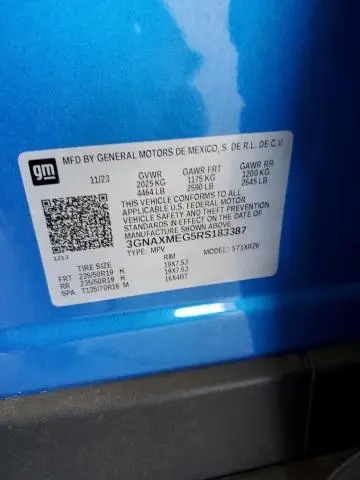 gm
MFD BY GENERAL MOTORS DE MEXICO, S. DE R.L. DE C.V.
11/23 GVWR GAWR FRT GAWR RR
2025 KG 1175 KG 1200 KG
4464 LB 2590 LB 2645 LB
THIS VEHICLE CONFORMS TO ALL
APPLICABLE U.S. FEDERAL MOTOR
VEHICLE SAFETY AND BUMPER
STANDARDS IN EFFECT ON THE DATE
OF MANUFACTURE SHOWN ABOVE.
3GNAXMEG5RS183387
TYPE: MPV MODEL: 571XR26
1213
TIRE SIZE RIM
FRT 235/50R19 H 19X7.5J
RR 235/50R19 H 19X7.5J
SPA T135/70R16 M 16X4BT